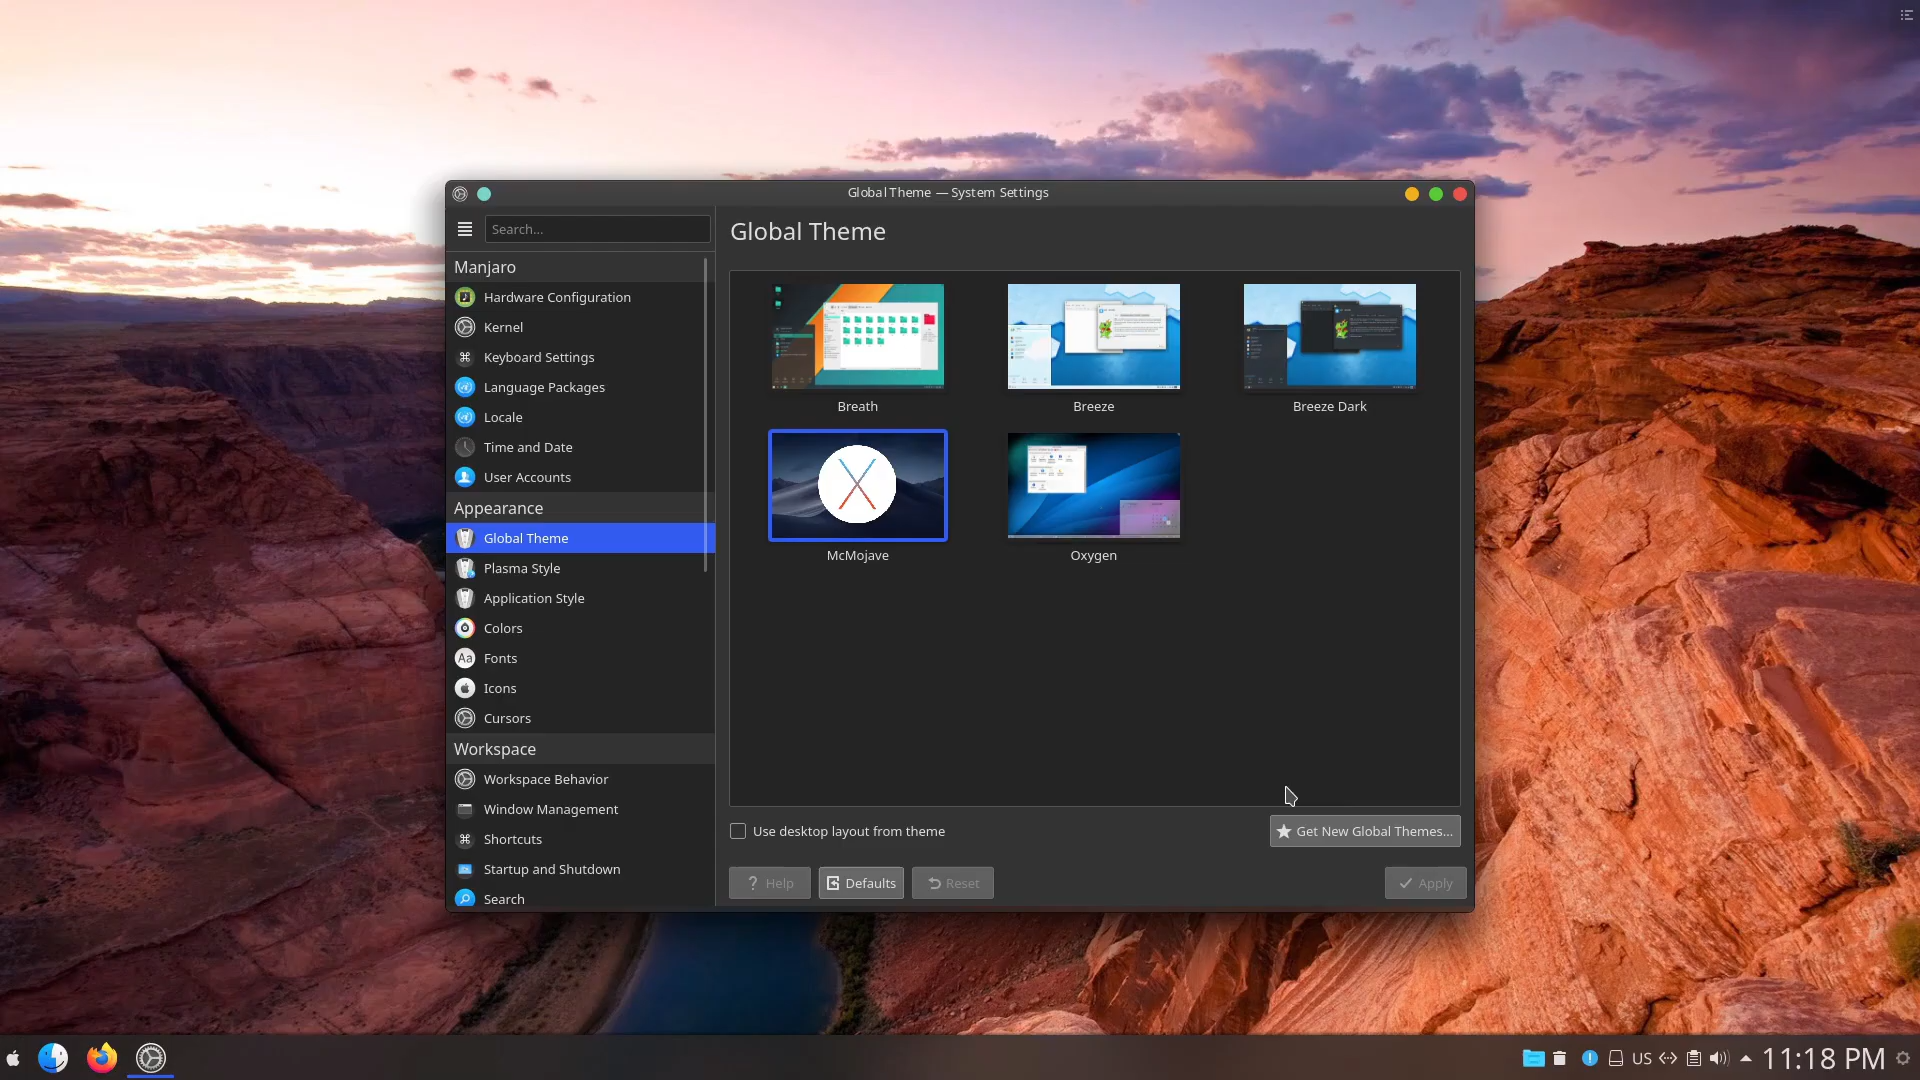 Global Theme — System Settings
Search...
Global Theme
Manjaro
Hardware Configuration
Kernel
Keyboard Settings
Language Packages
Locale
Time and Date
User Accounts
Appearance
Global Theme
Plasma Style
Application Style
Colors
Aa Fonts
Icons
Cursors
Workspace
Workspace Behavior
Window Management
Shortcuts
Startup and Shutdown
Search
Breath
Breeze
Breeze Dark
McMojave
Oxygen
Use desktop layout from theme
Get New Global Themes...
? Help
Defaults
Reset
Apply
US
11:18 PM